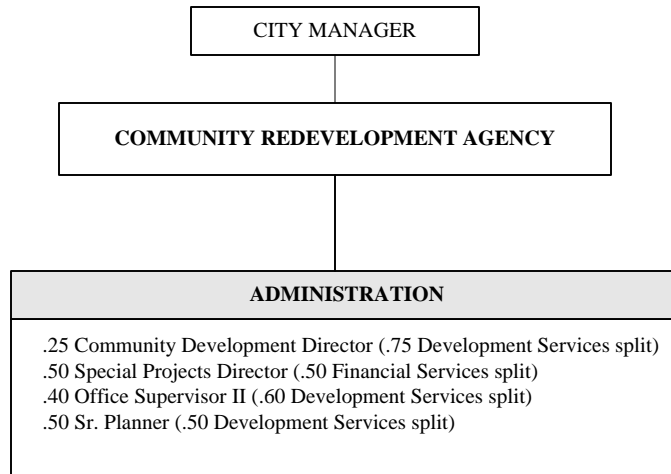 CITY MANAGER
COMMUNITY REDEVELOPMENT AGENCY
ADMINISTRATION
.25 Community Development Director (.75 Development Services split)
.50 Special Projects Director (.50 Financial Services split)
.40 Office Supervisor II (.60 Development Services split)
.50 Sr. Planner (.50 Development Services split)